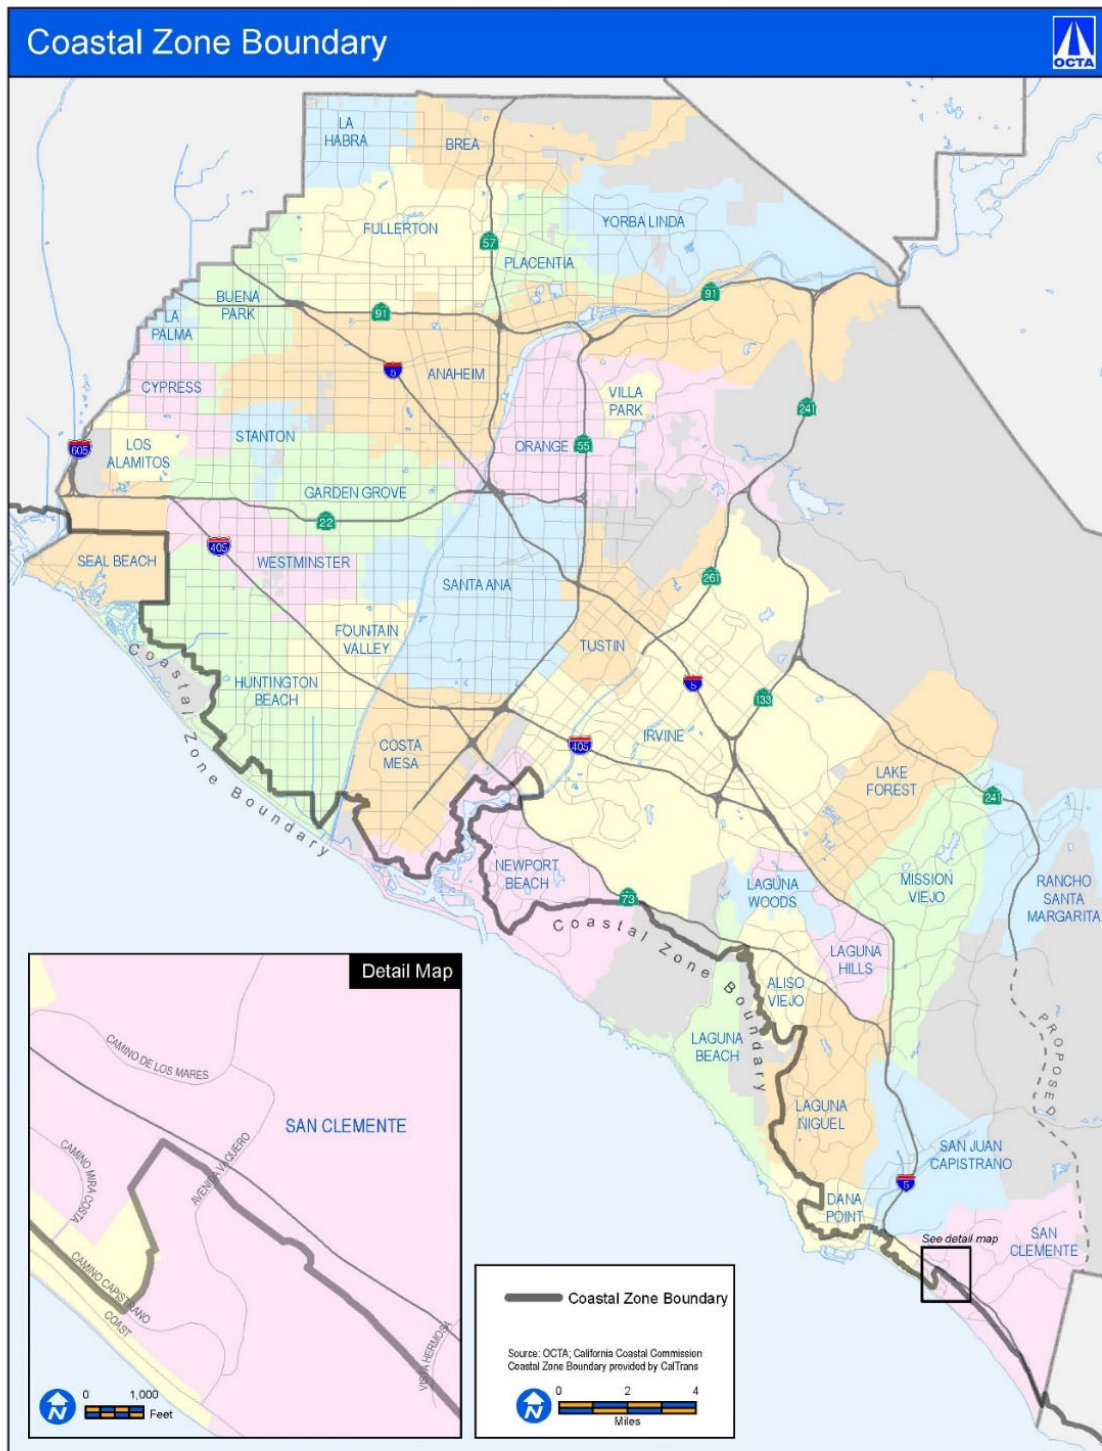 Coastal Zone Boundary
OCTA
LA
HABRA
BREA
FULLERTON
57
YORBA LINDA
PLACENTIA
BUENA
PARK
91
91
LA
PALMA
5
ANAHEIM
CYPRESS
VILLA
PARK
241
STANTON
ORANGE
55
LOS
ALAMITOS
605
GARDEN GROVE
22
405
WESTMINSTER
SEAL BEACH
SANTA ANA
261
FOUNTAIN
VALLEY
TUSTIN
Coastal Zone Boundary
HUNTINGTON
BEACH
5
133
COSTA
MESA
405
IRVINE
LAKE
FOREST
241
NEWPORT
BEACH
73
LAGUNA
WOODS
MISSION
VIEJO
RANCHO
SANTA
MARGARITA
Coastal Zone Boundary
LAGUNA
HILLS
ALISO
VIEJO
LAGUNA
BEACH
PROPOSED
LAGUNA
NIGUEL
SAN JUAN
CAPISTRANO
5
DANA
POINT
SAN
CLEMENTE
See detail map
Detail Map
CAMINO DE LOS MARES
SAN CLEMENTE
CAMINO MIRA
COSTA
AVENIDA VAQUERO
CAMINO CAPISTRANO
COAST
VISTA HERMOSA
N
0 1,000
Feet
Coastal Zone Boundary
Source: OCTA; California Coastal Commission
Coastal Zone Boundary provided by CalTrans
N
0 2 4
Miles